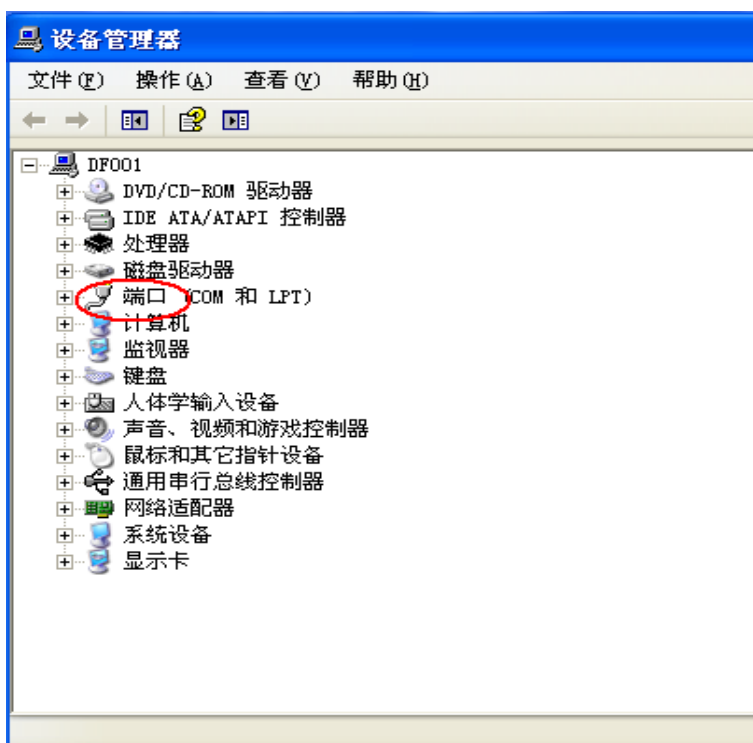 设备管理器
文件(F) 操作(A) 查看(V) 帮助(H)
DF001
DVD/CD-ROM 驱动器
IDE ATA/ATAPI 控制器
处理器
磁盘驱动器
端口 (COM 和 LPT)
计算机
监视器
键盘
人体学输入设备
声音、视频和游戏控制器
鼠标和其它指针设备
通用串行总线控制器
网络适配器
系统设备
显示卡